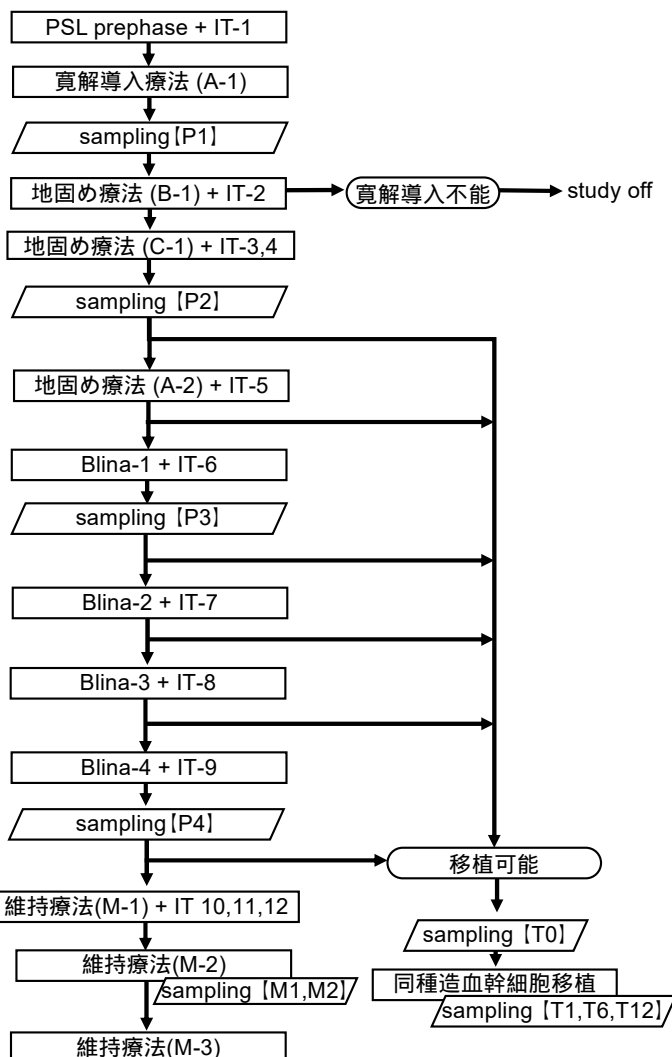 PSL prephase + IT-1
寛解導入療法 (A-1)
sampling【P1】
地固め療法 (B-1) + IT-2
寛解導入不能
study off
地固め療法 (C-1) + IT-3,4
sampling【P2】
地固め療法 (A-2) + IT-5
Blina-1 + IT-6
sampling【P3】
Blina-2 + IT-7
Blina-3 + IT-8
Blina-4 + IT-9
sampling【P4】
移植可能
維持療法(M-1) + IT 10,11,12
sampling【T0】
維持療法(M-2)
sampling【M1,M2】
同種造血幹細胞移植
sampling【T1,T6,T12】
維持療法(M-3)